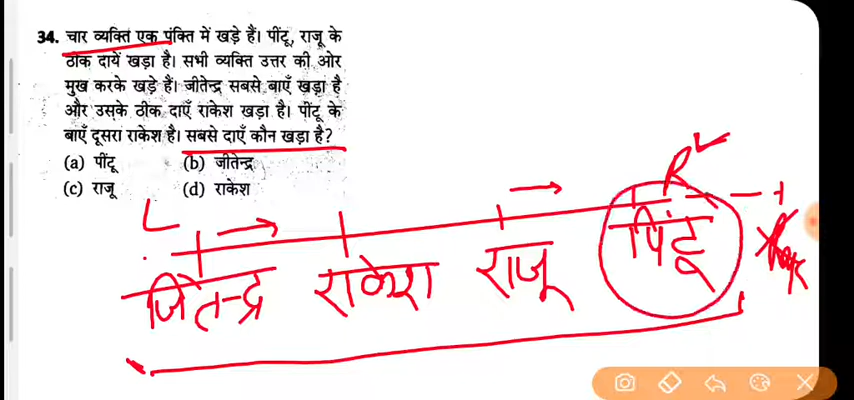 34. चार व्यक्ति एक पंक्ति में खड़े हैं। पींटू, राजू के
ठीक दायें खड़ा है। सभी व्यक्ति उत्तर की ओर
मुख करके खड़े हैं। जीतेन्द्र सबसे बाएँ खड़ा है
और उसके ठीक दाएँ राकेश खड़ा है। पींटू के
बाएँ दूसरा राकेश है। सबसे दाएँ कौन खड़ा है?
(a) पींटू (b) जीतेन्द्र
(c) राजू (d) राकेश
L R
जितेन्द्र राकेश राजू पिंटू